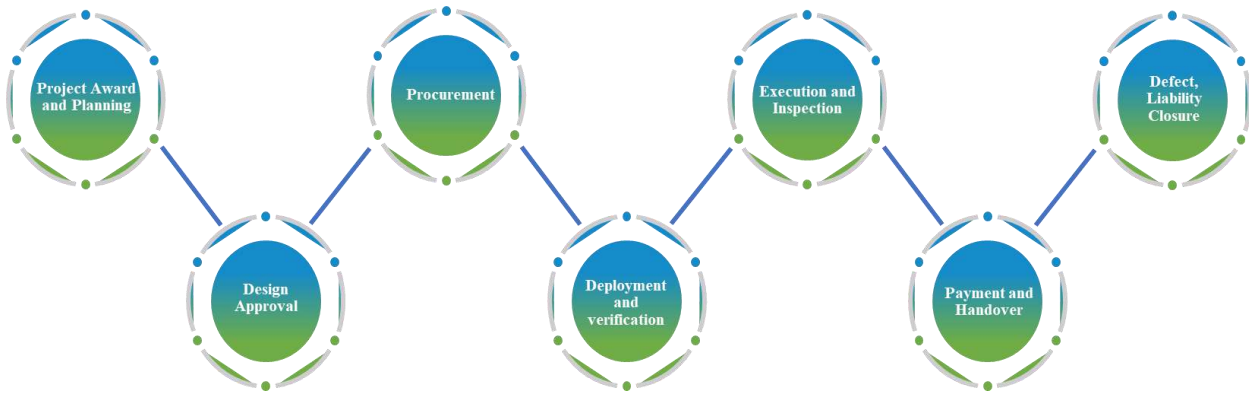 Project Award
and Planning
Design
Approval
Procurement
Deployment
and
verification
Execution and
Inspection
Payment and
Handover
Defect,
Liability
Closure